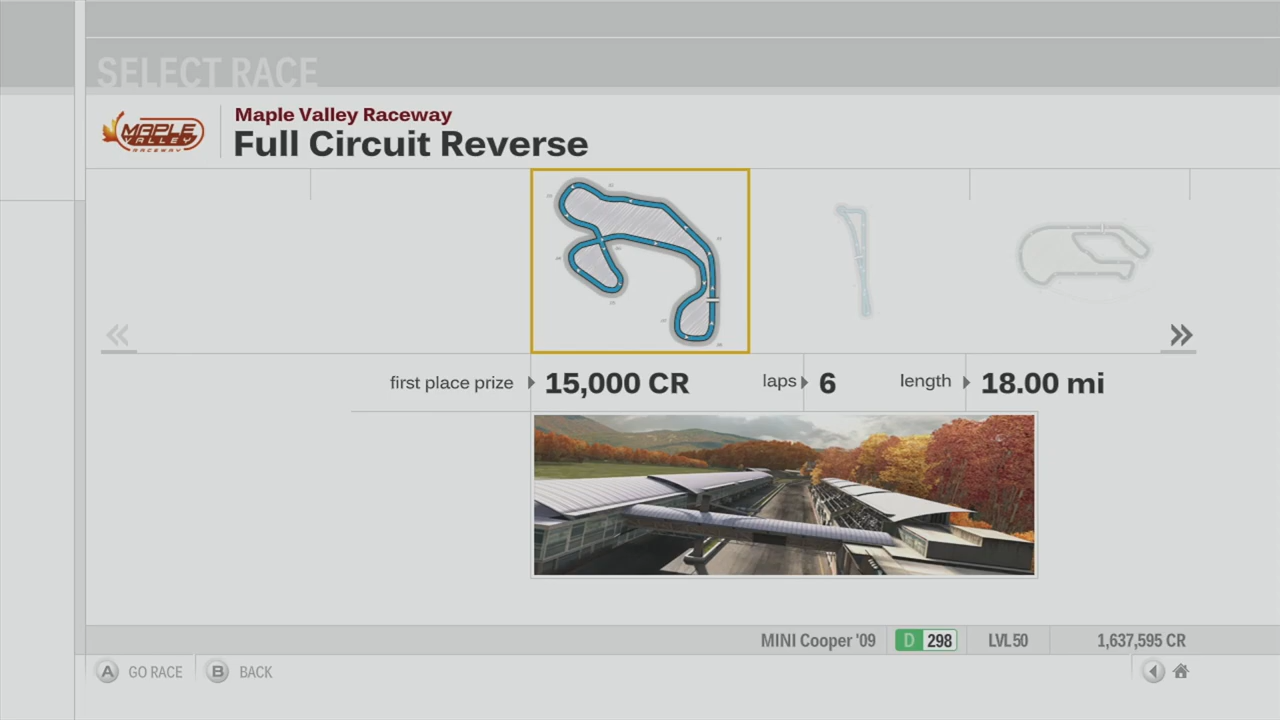 SELECT RACE
MAPLE
VALLEY
RACEWAY
Maple Valley Raceway
Full Circuit Reverse
first place prize 15,000 CR laps 6 length 18.00 mi
MINI Cooper '09 D 298 LVL50 1,637,595 CR
A GO RACE B BACK